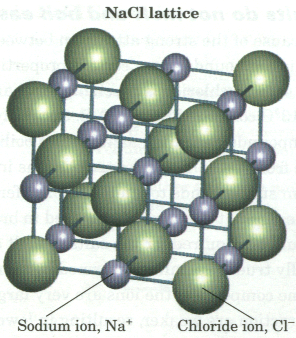 NaCl lattice
Sodium ion, Na⁺
Chloride ion, Cl⁻